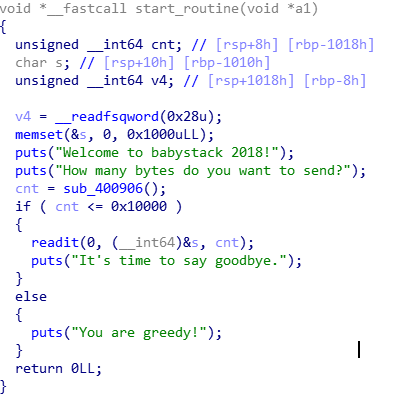 void *__fastcall start_routine(void *a1)
{
  unsigned __int64 cnt; // [rsp+8h] [rbp-1018h]
  char s; // [rsp+10h] [rbp-1010h]
  unsigned __int64 v4; // [rsp+1018h] [rbp-8h]

  v4 = __readfsqword(0x28u);
  memset(&s, 0, 0x1000uLL);
  puts("Welcome to babystack 2018!");
  puts("How many bytes do you want to send?");
  cnt = sub_400906();
  if ( cnt <= 0x10000 )
  {
    readit(0, (__int64)&s, cnt);
    puts("It's time to say goodbye.");
  }
  else
  {
    puts("You are greedy!");
  }
  return 0LL;
}